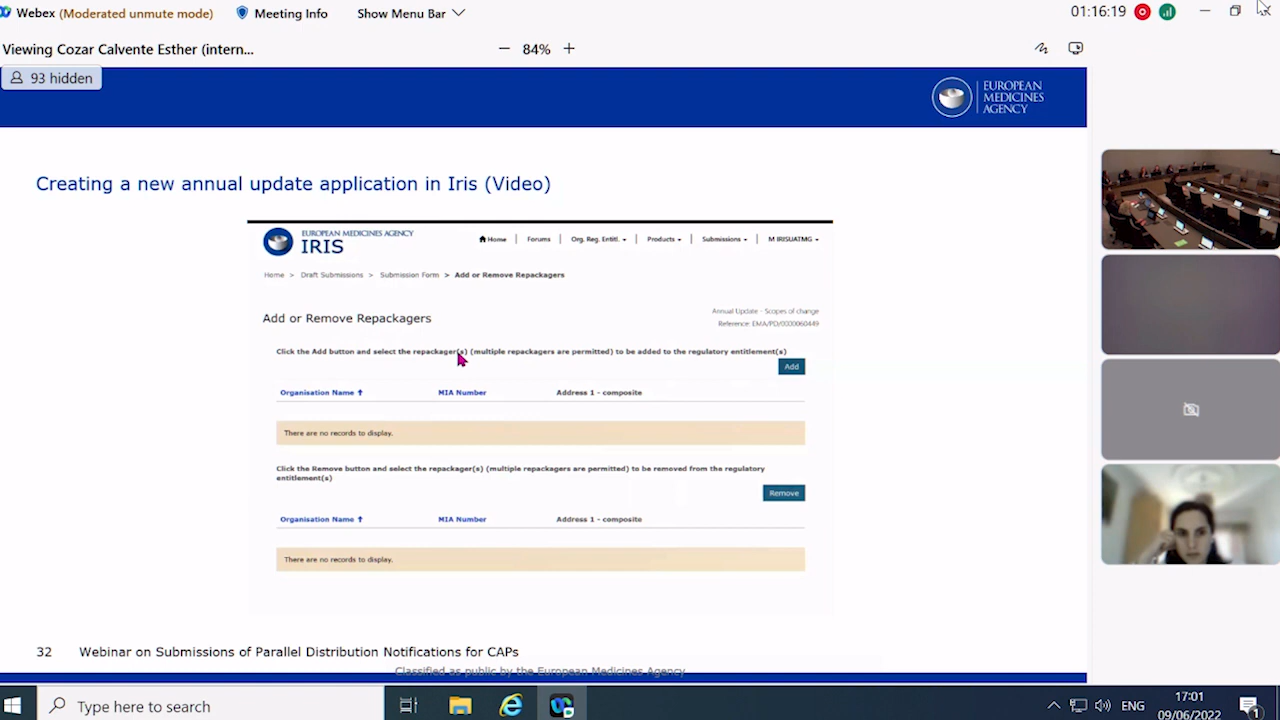 Webex (Moderated unmute mode) Meeting Info Show Menu Bar 01:16:19
Viewing Cozar Calvente Esther (intern... 84%
93 hidden
EUROPEAN
MEDICINES
AGENCY
Creating a new annual update application in Iris (Video)
EUROPEAN MEDICINES AGENCY
IRIS
Home | Forums | Org. Reg. Entitl. | Products | Submissions | M IRISUATMG
Home > Draft Submissions > Submission Form > Add or Remove Repackagers
Annual Update - Scopes of change
Add or Remove Repackagers
Reference: EMA/PD/0000060449
Click the Add button and select the repackager(s) (multiple repackagers are permitted) to be added to the regulatory entitlement(s)
Add
Organisation Name MIA Number Address 1 - composite
There are no records to display.
Click the Remove button and select the repackager(s) (multiple repackagers are permitted) to be removed from the regulatory
entitlement(s)
Remove
Organisation Name MIA Number Address 1 - composite
There are no records to display.
32 Webinar on Submissions of Parallel Distribution Notifications for CAPs
Classified as public by the European Medicines Agency
Type here to search
ENG
17:01
09/06/2022
1